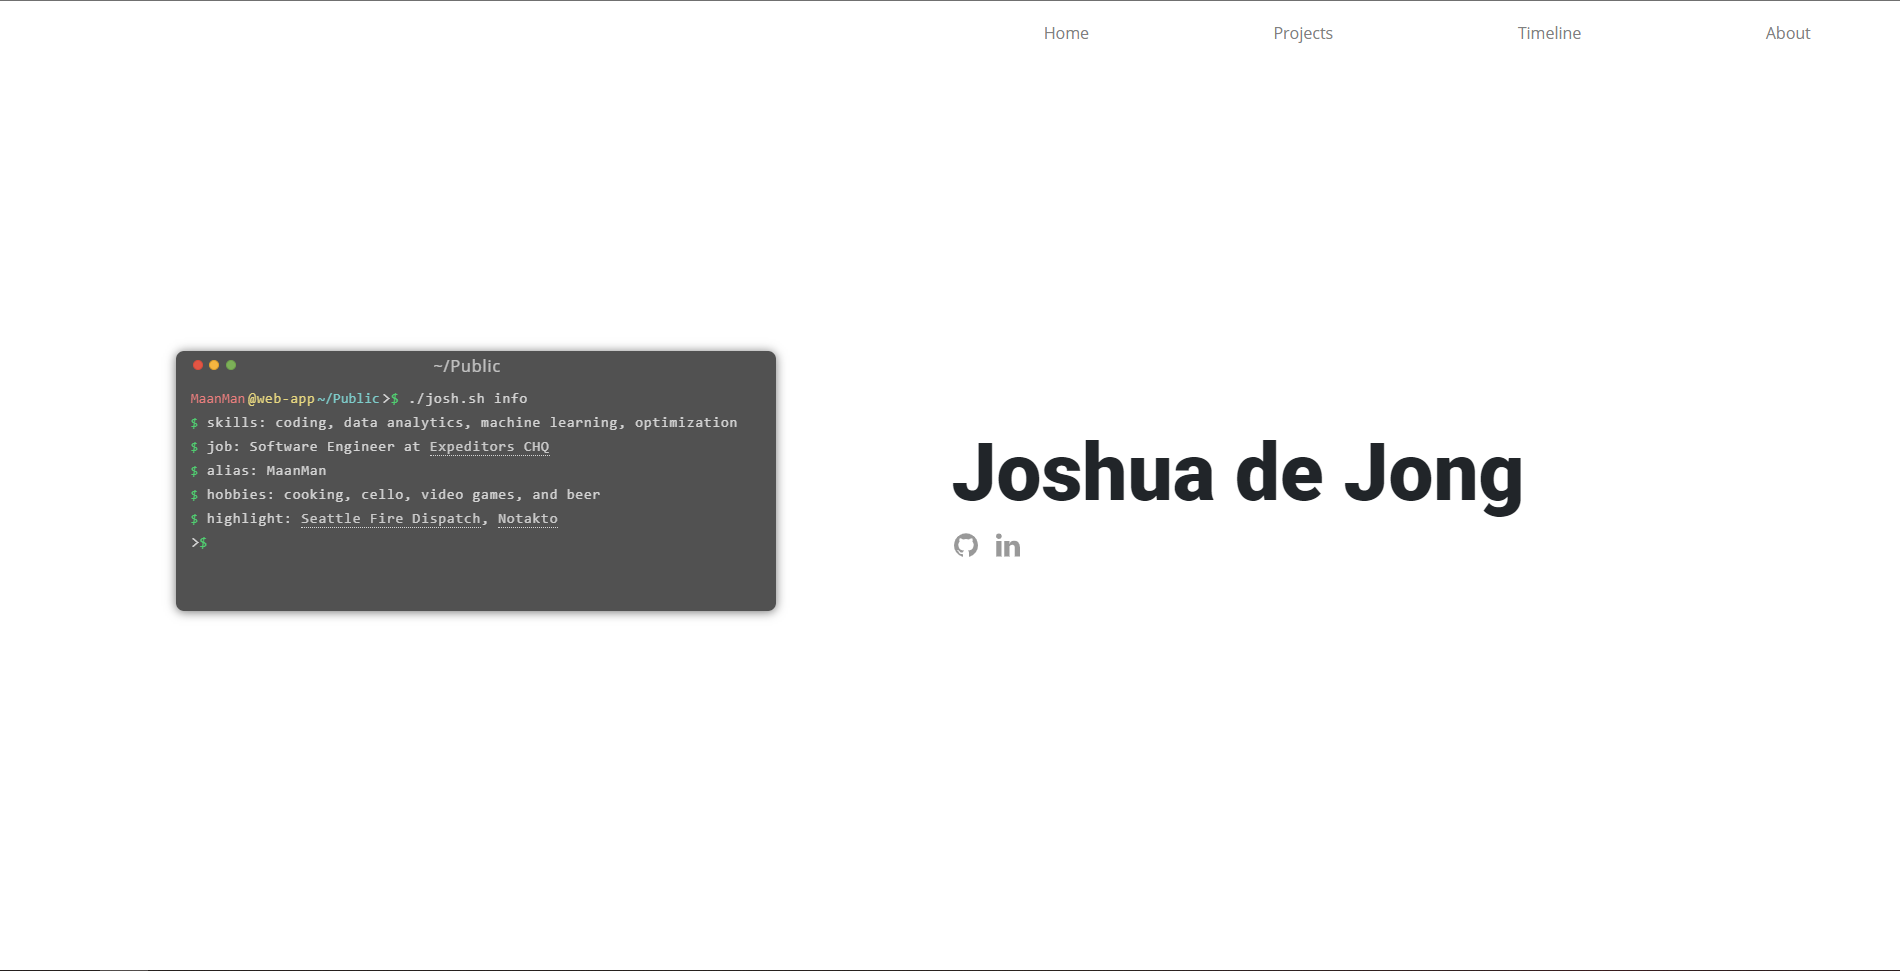 Home Projects Timeline About
~/Public
MaanMan@web-app~/Public>$ ./josh.sh info
$ skills: coding, data analytics, machine learning, optimization
$ job: Software Engineer at Expeditors CHQ
$ alias: MaanMan
$ hobbies: cooking, cello, video games, and beer
$ highlight: Seattle Fire Dispatch, Notakto
>$
Joshua de Jong
in